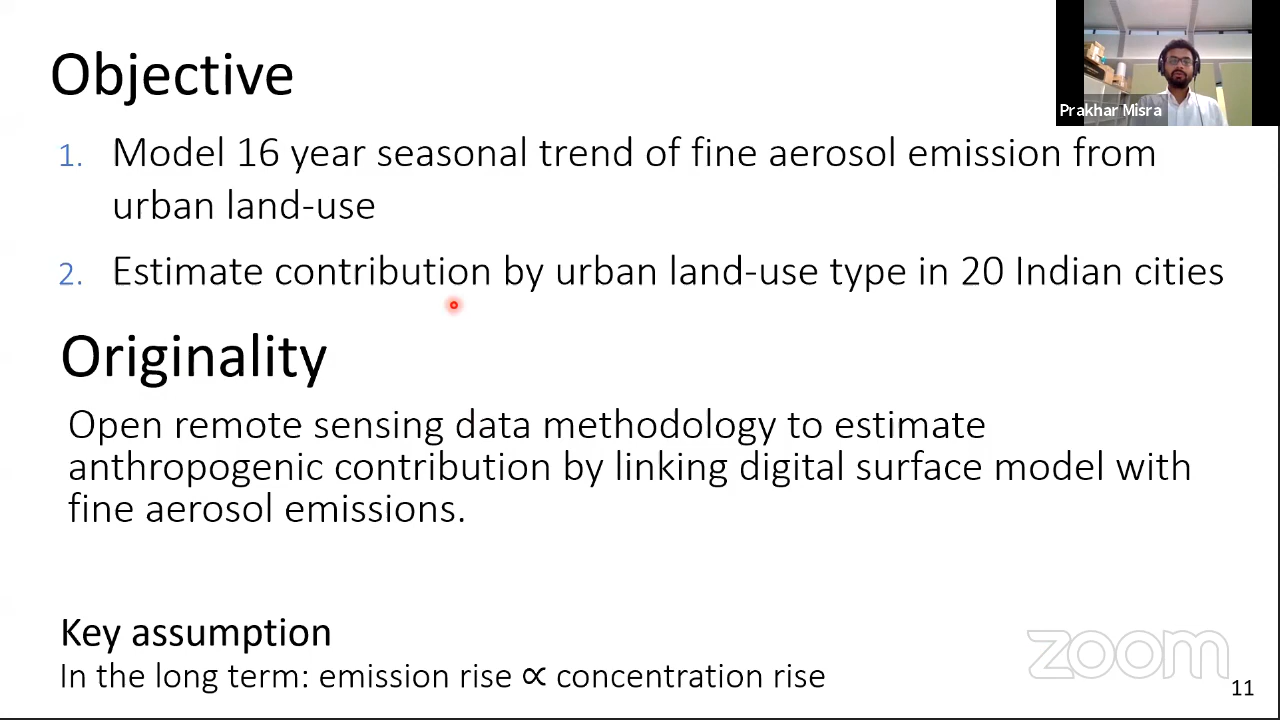 Objective
Prakhar Misra
1. Model 16 year seasonal trend of fine aerosol emission from
urban land-use
2. Estimate contribution by urban land-use type in 20 Indian cities
Originality
Open remote sensing data methodology to estimate
anthropogenic contribution by linking digital surface model with
fine aerosol emissions.
Key assumption
In the long term: emission rise ∝ concentration rise
zoom
11